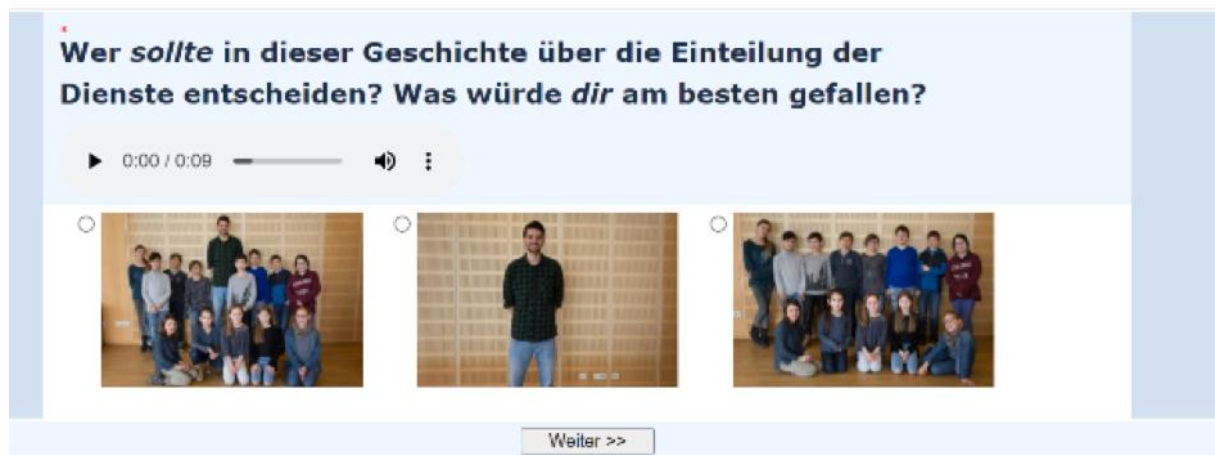 *
Wer sollte in dieser Geschichte über die Einteilung der
Dienste entscheiden? Was würde dir am besten gefallen?
0:00 / 0:09
Weiter >>